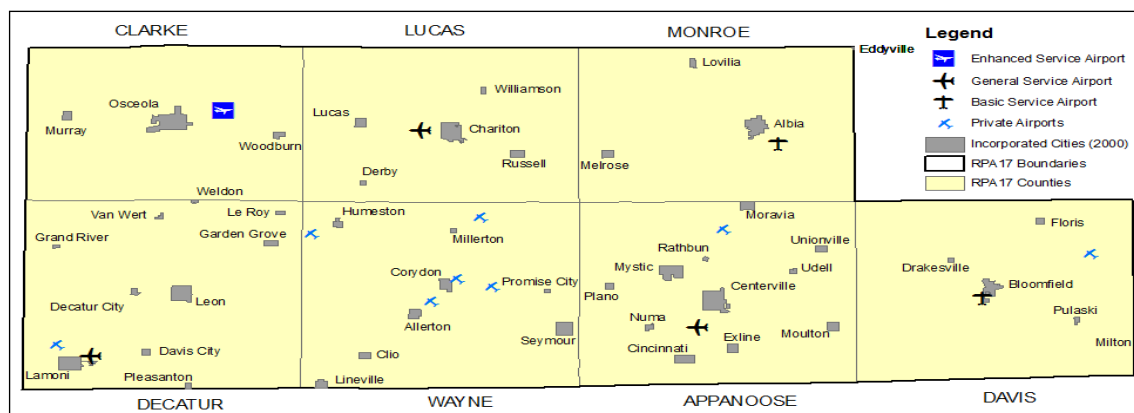 CLARKE
LUCAS
MONROE
Legend
Eddyville
Enhanced Service Airport
General Service Airport
Basic Service Airport
Private Airports
Incorporated Cities (2000)
RPA17 Boundaries
RPA17 Counties
Osceola
Murray
Woodburn
Weldon
Lucas
Williamson
Chariton
Russell
Derby
Lovilia
Albia
Melrose
Van Wert
Le Roy
Grand River
Garden Grove
Decatur City
Leon
Davis City
Lamoni
Pleasanton
Humeston
Millerton
Corydon
Promise City
Allerton
Seymour
Clio
Lineville
Moravia
Rathbun
Unionville
Mystic
Udell
Plano
Centerville
Numa
Moulton
Exline
Cincinnati
Floris
Drakesville
Bloomfield
Pulaski
Milton
DECATUR
WAYNE
APPANOOSE
DAVIS